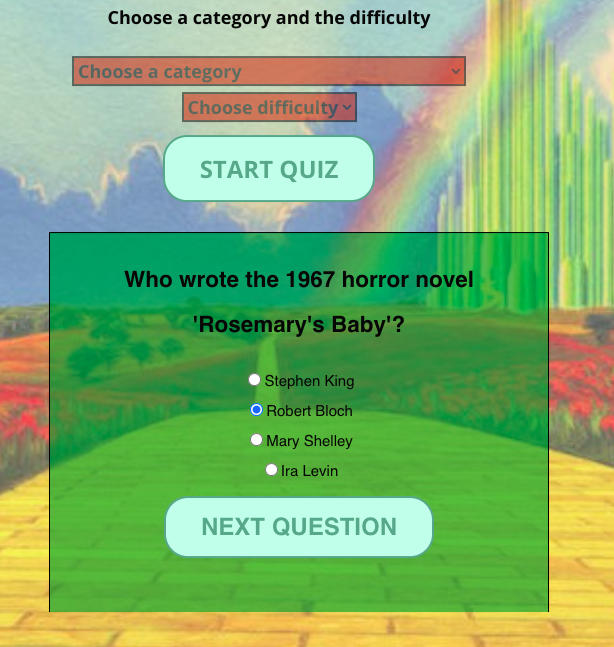 Choose a category and the difficulty
Choose a category
Choose difficulty
START QUIZ
Who wrote the 1967 horror novel
'Rosemary's Baby'?
Stephen King
Robert Bloch
Mary Shelley
Ira Levin
NEXT QUESTION